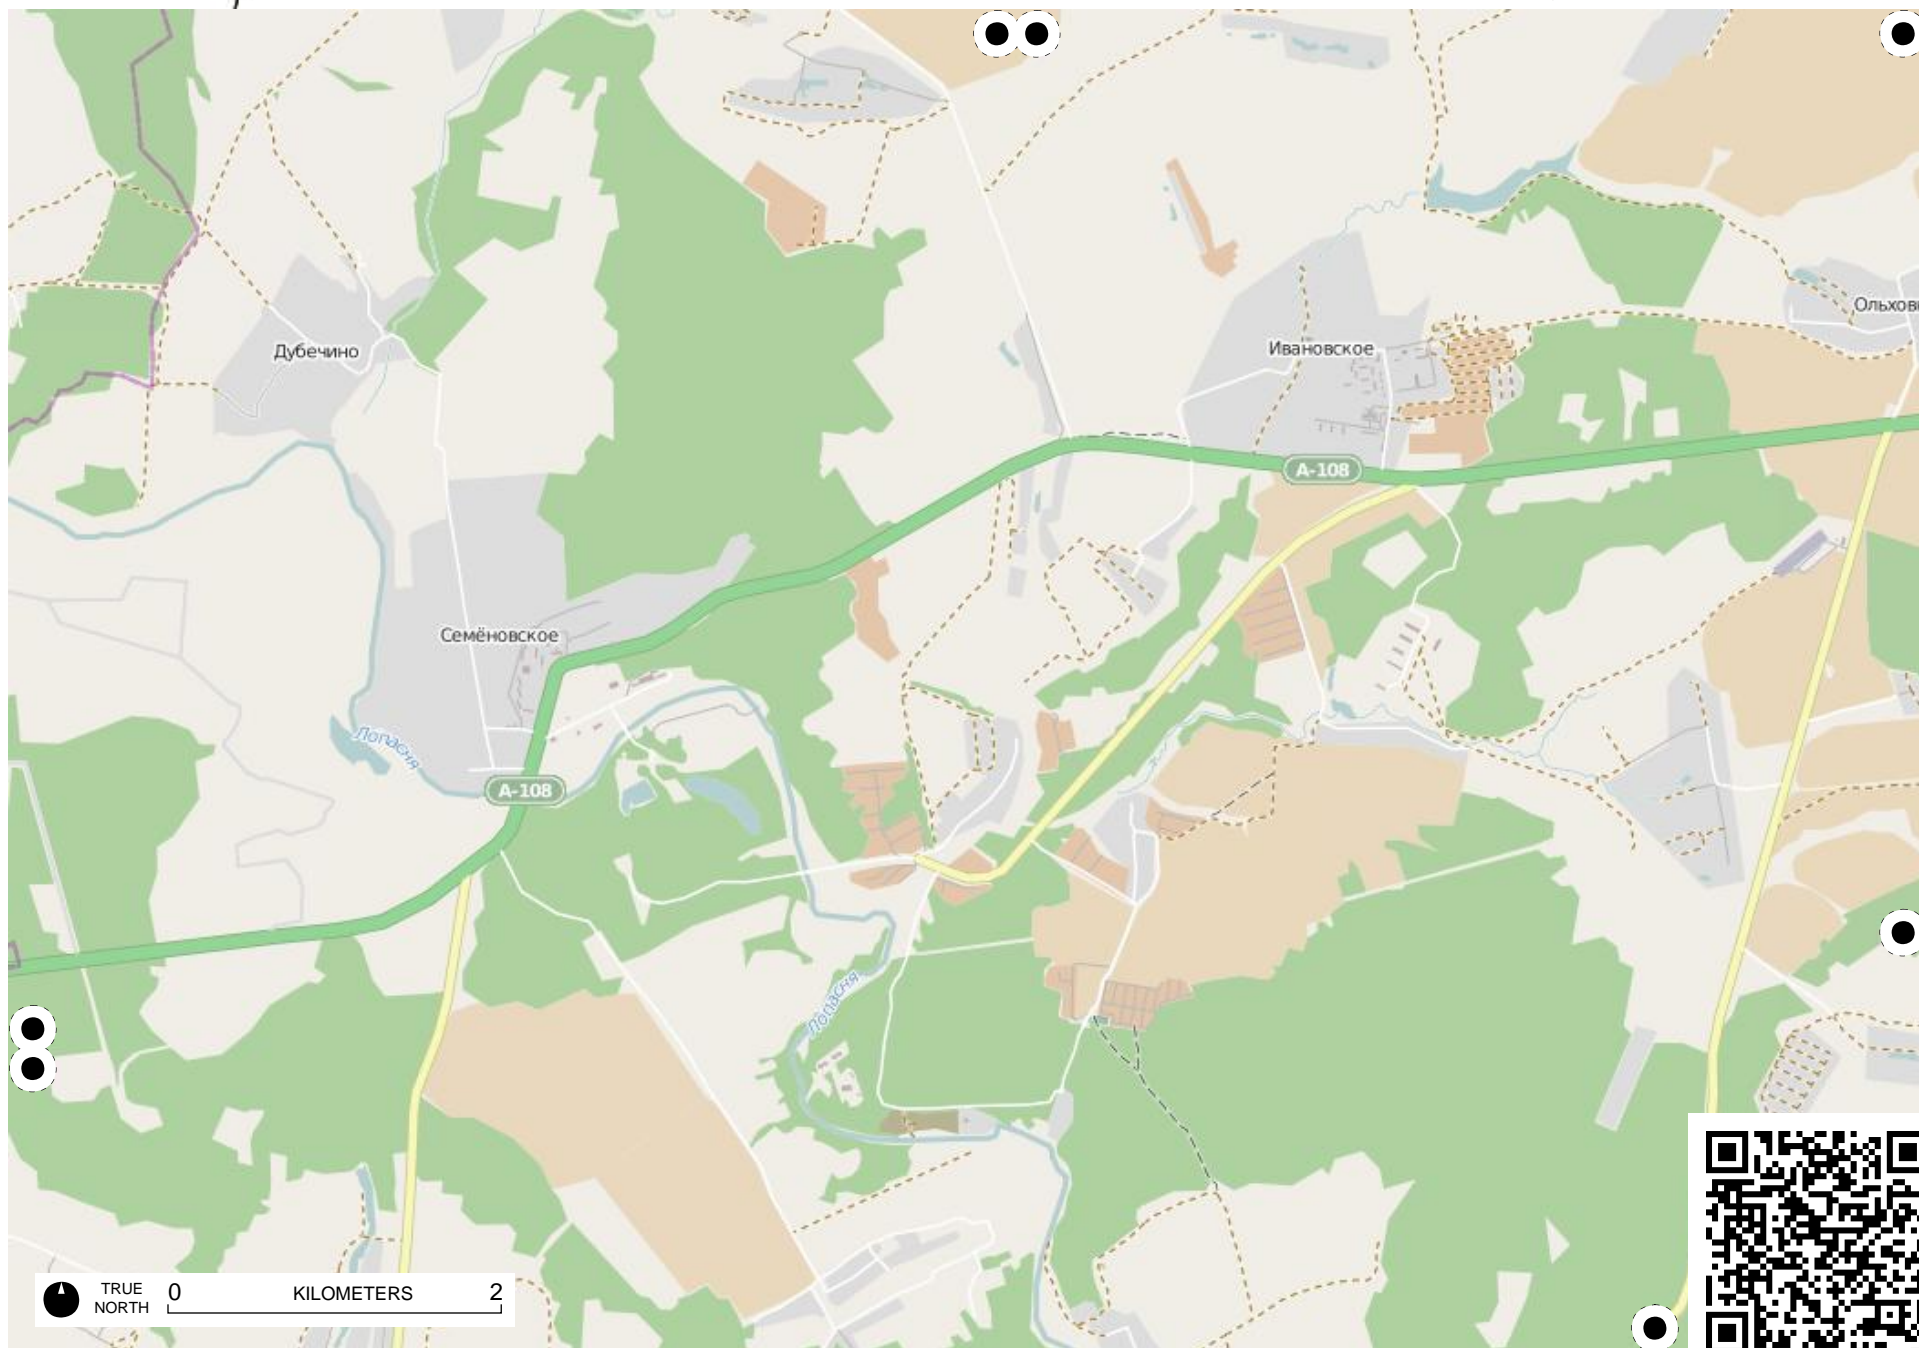 Дубечино
Ивановское
А-108
Семёновское
Лопасня
А-108
Лопасня
TRUE NORTH
0
KILOMETERS
2